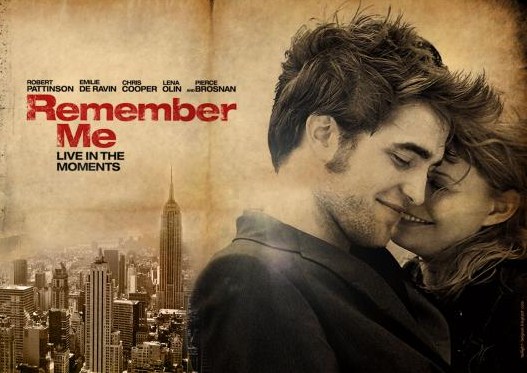 ROBERT PATTINSON EMILIE DE RAVIN CHRIS COOPER LENA OLIN AND PIERCE BROSNAN
Remember
Me
LIVE IN THE
MOMENTS